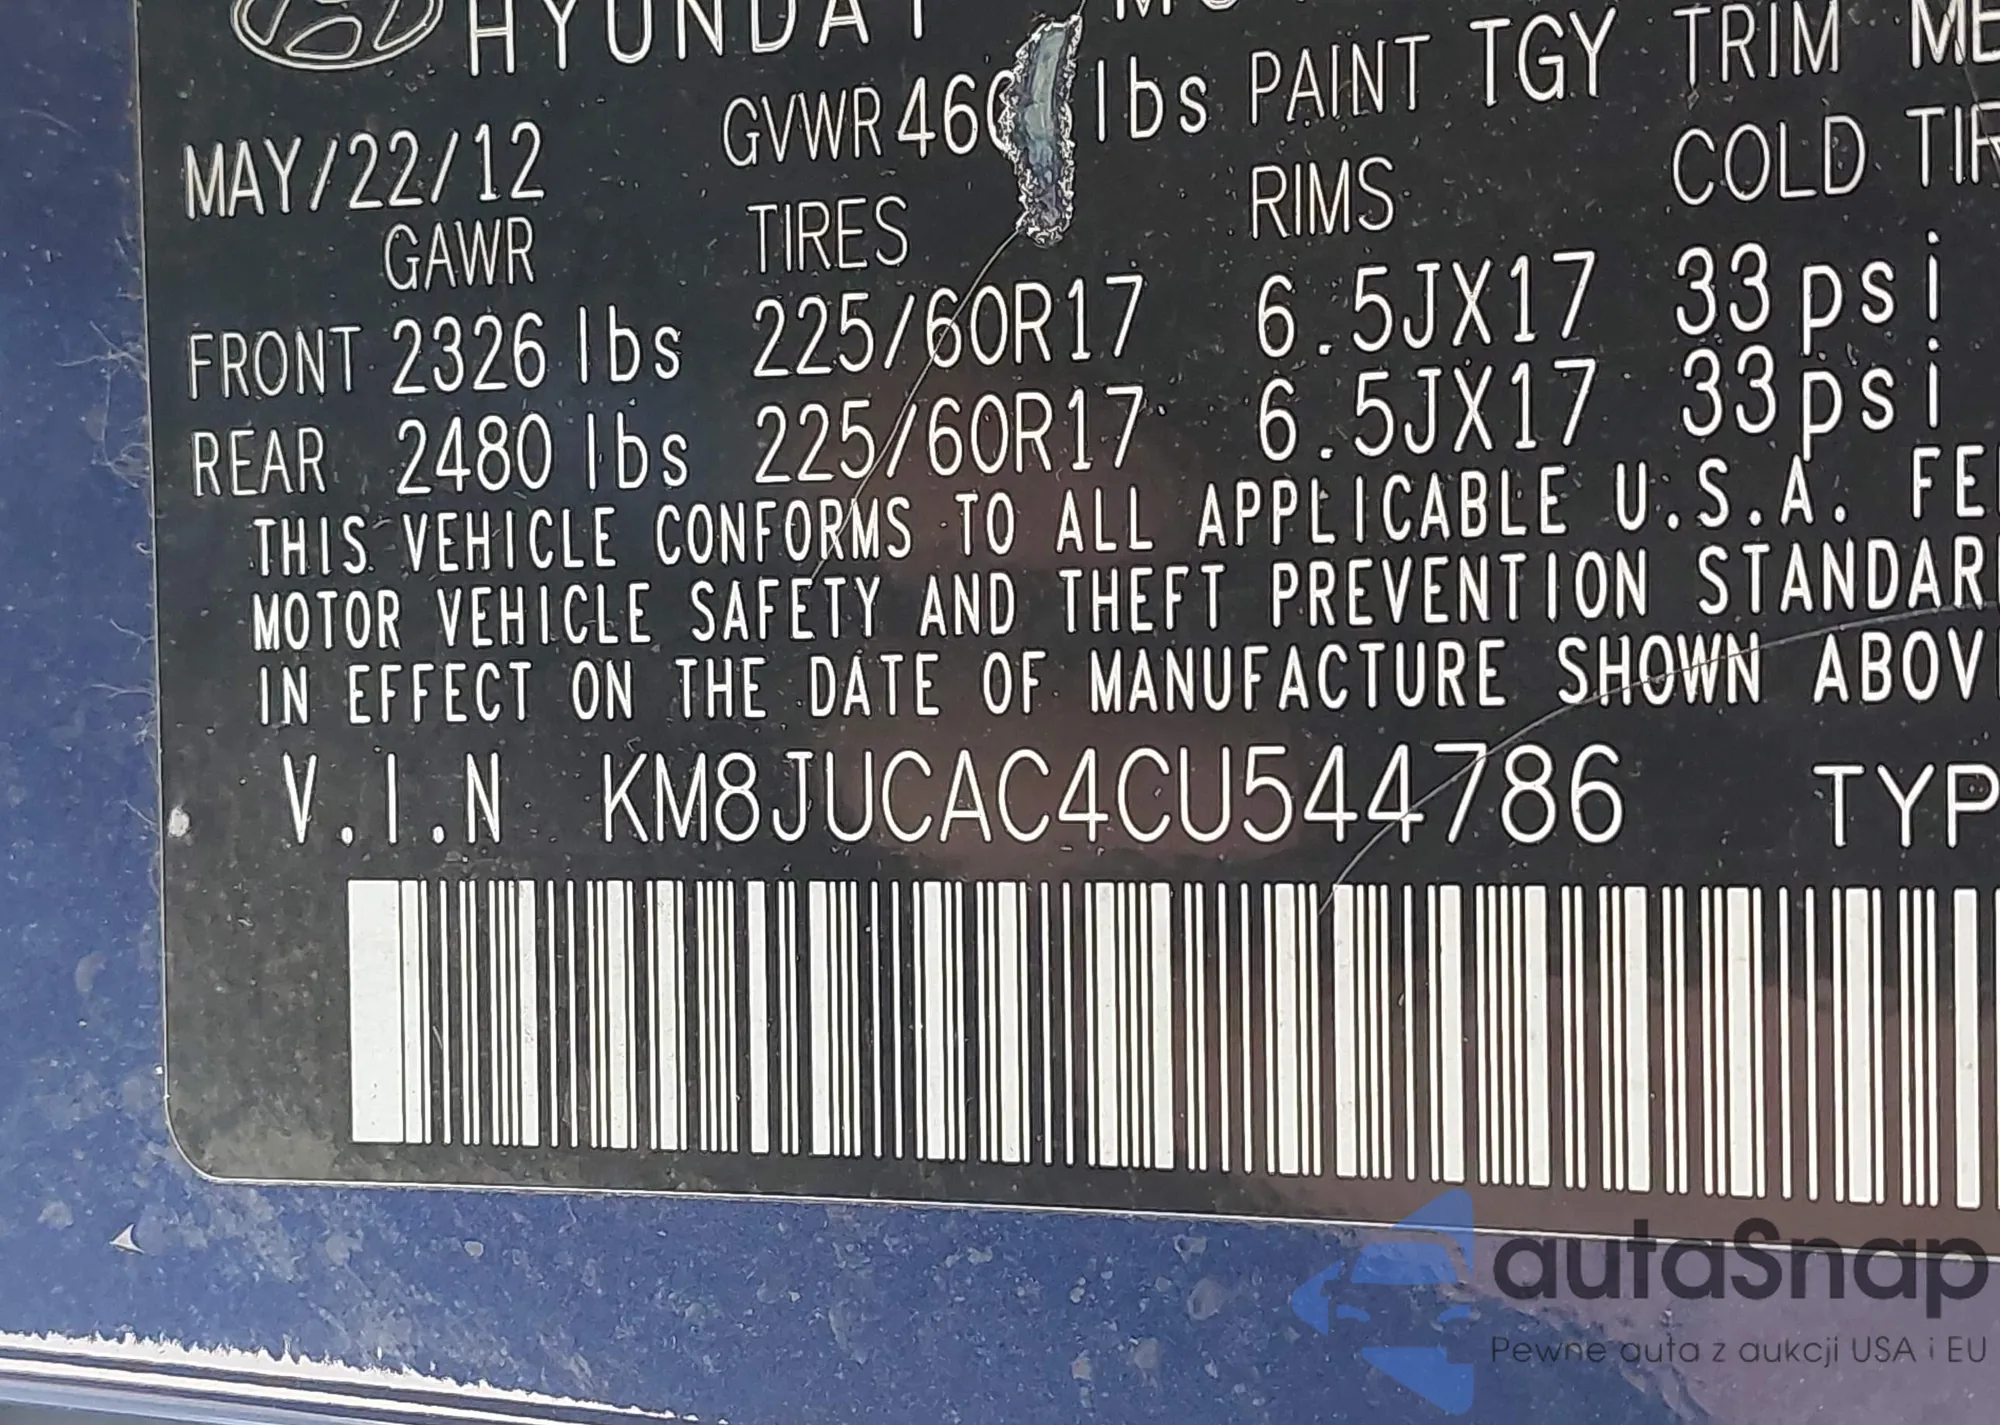 HYUNDAI
MAY/22/12 GVWR 460 lbs PAINT TGY TRIM
GAWR TIRES RIMS COLD
FRONT 2326 lbs 225/60R17 6.5JX17 33psi
REAR 2480 lbs 225/60R17 6.5JX17 33psi
THIS VEHICLE CONFORMS TO ALL APPLICABLE U.S.A.
MOTOR VEHICLE SAFETY AND THEFT PREVENTION
IN EFFECT ON THE DATE OF MANUFACTURE SHOWN
V.I.N KM8JUCAC4CU544786
autaSnap
Pewne auta z aukcji USA i EU